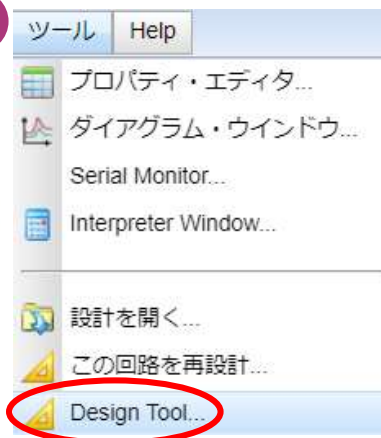 ツール Help
プロパティ・エディタ...
ダイアグラム・ウインドウ...
Serial Monitor...
Interpreter Window...
設計を開く...
この回路を再設計...
Design Tool...